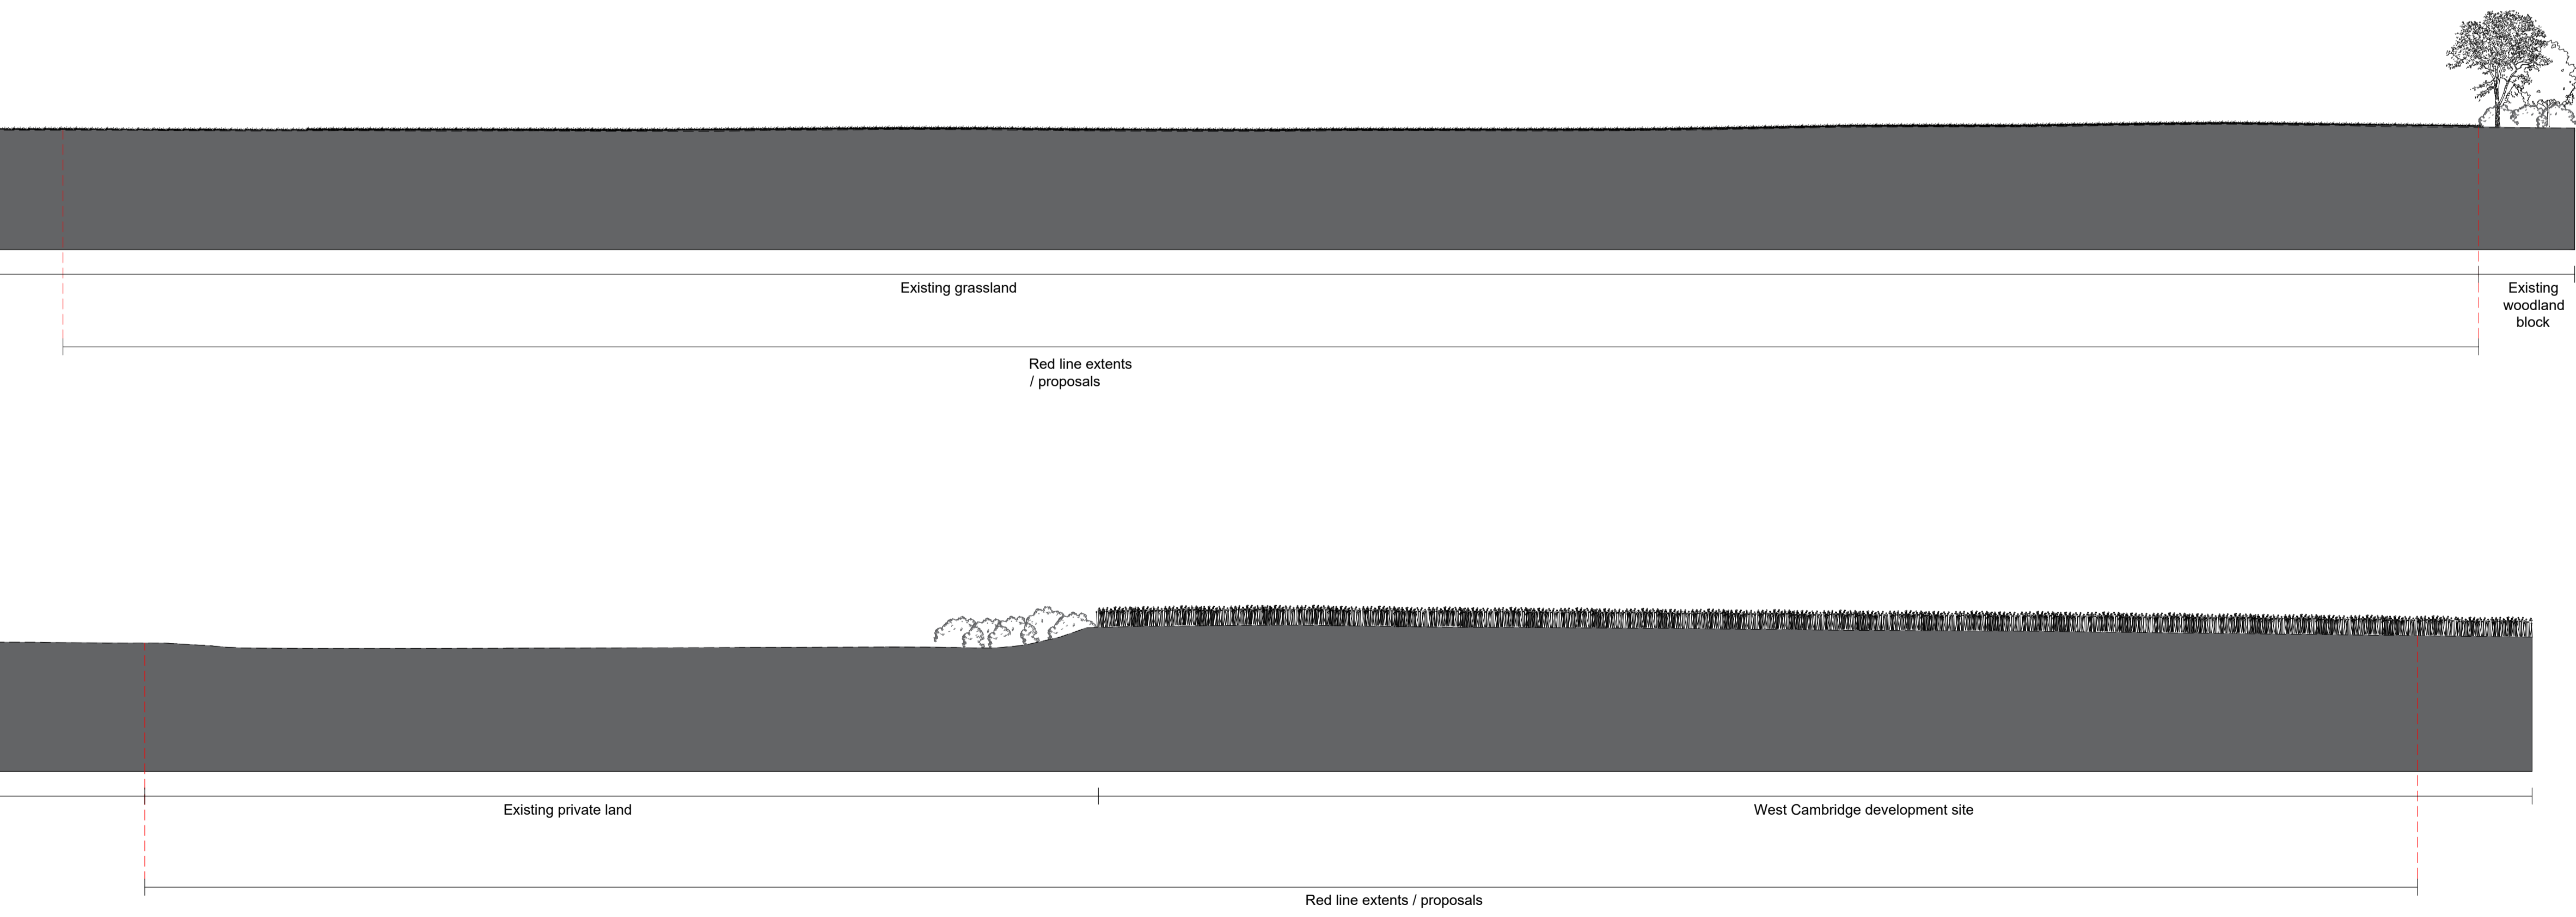 Existing grassland
Existing
woodland
block
Red line extents
/ proposals
Existing private land
West Cambridge development site
Red line extents / proposals